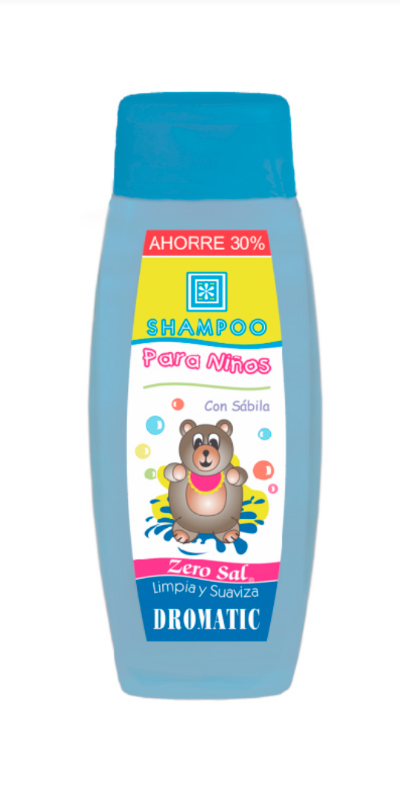 AHORRE 30%
SHAMPOO
Para Niños
Con Sábila
Zero Sal®
Limpia y Suaviza
DROMATIC